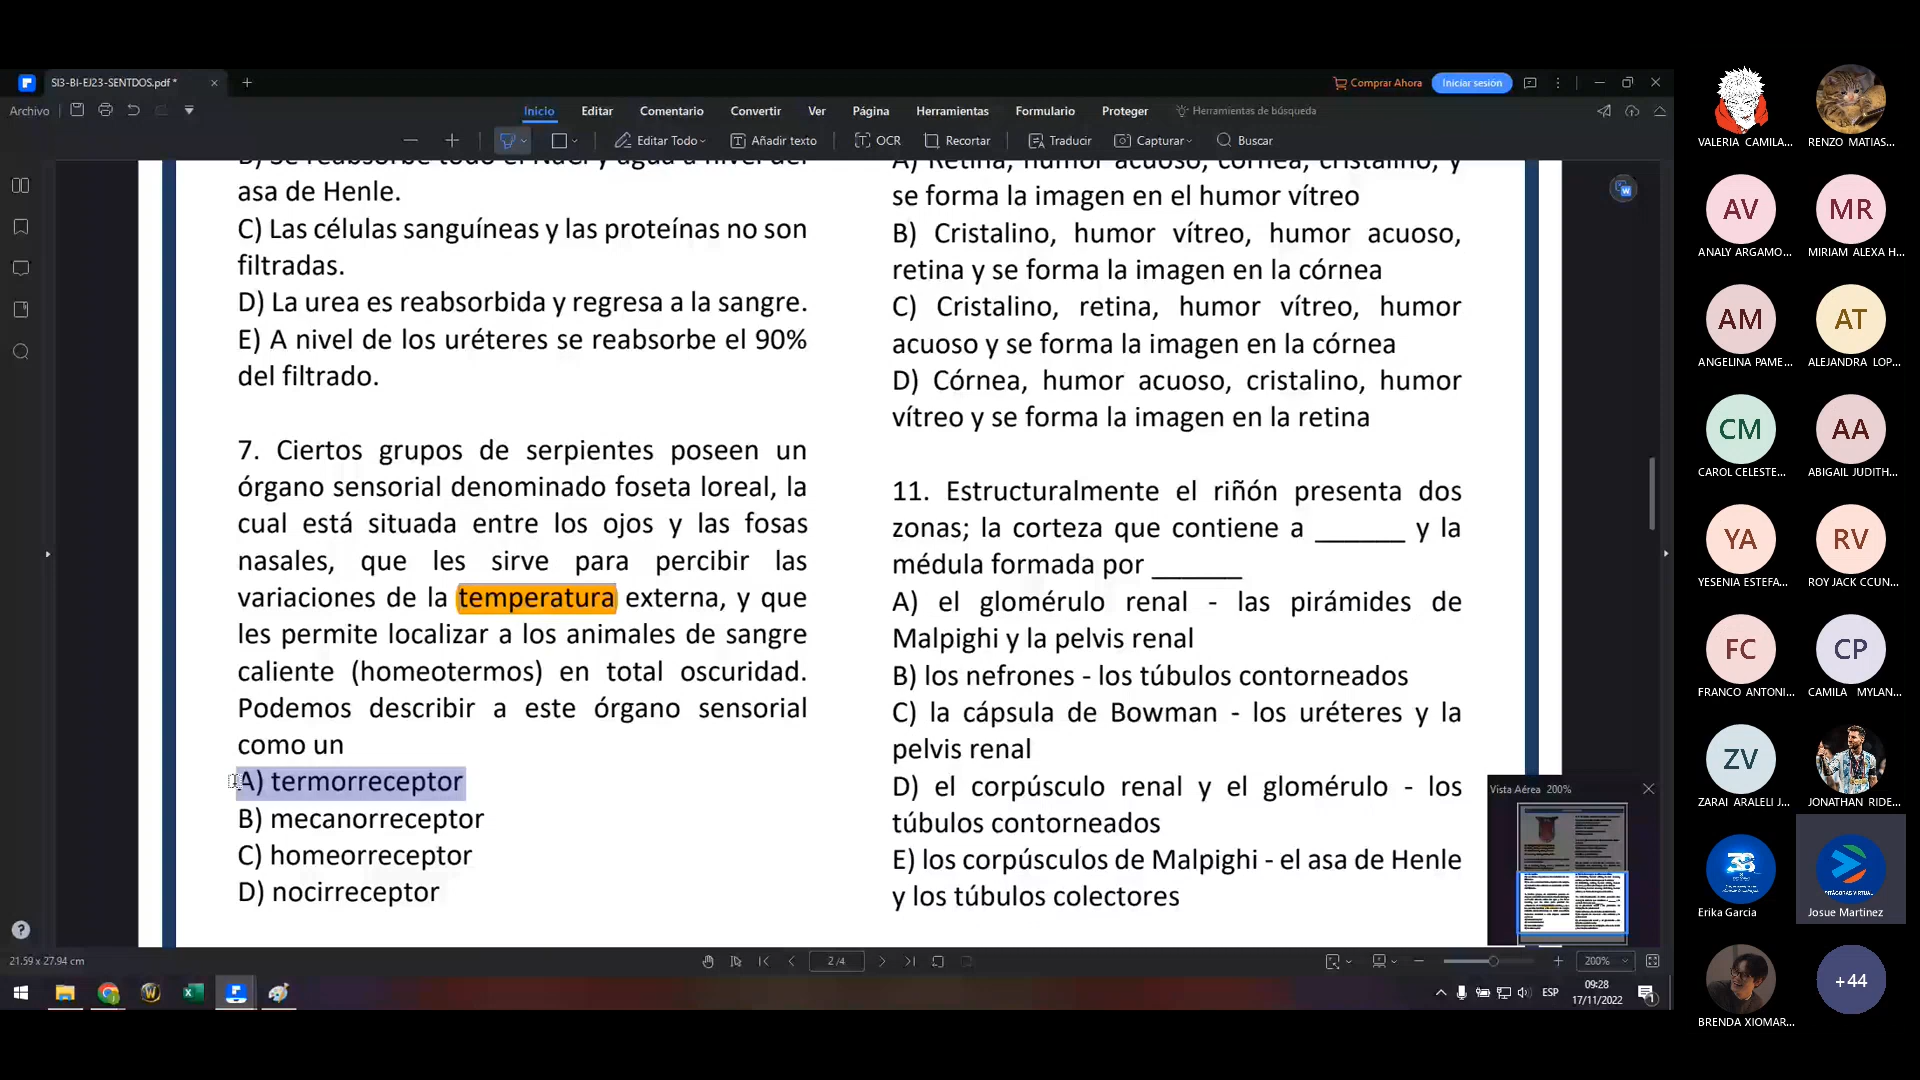 SI3-BI-EJ23-SENTDOS.pdf *
Comprar Ahora
Iniciar sesión
Archivo
Inicio
Editar
Comentario
Convertir
Ver
Página
Herramientas
Formulario
Proteger
Herramientas de búsqueda
Editar Todo
Añadir texto
OCR
Recortar
Traducir
Capturar
Buscar
asa de Henle.
C) Las células sanguíneas y las proteínas no son
filtradas.
D) La urea es reabsorbida y regresa a la sangre.
E) A nivel de los uréteres se reabsorbe el 90%
del filtrado.
7. Ciertos grupos de serpientes poseen un
órgano sensorial denominado foseta loreal, la
cual está situada entre los ojos y las fosas
nasales, que les sirve para percibir las
variaciones de la temperatura externa, y que
les permite localizar a los animales de sangre
caliente (homeotermos) en total oscuridad.
Podemos describir a este órgano sensorial
como un
A) termorreceptor
B) mecanorreceptor
C) homeorreceptor
D) nocirreceptor
A) Retina, humor acuoso, córnea, cristalino, y
se forma la imagen en el humor vítreo
B) Cristalino, humor vítreo, humor acuoso,
retina y se forma la imagen en la córnea
C) Cristalino, retina, humor vítreo, humor
acuoso y se forma la imagen en la córnea
D) Córnea, humor acuoso, cristalino, humor
vítreo y se forma la imagen en la retina
11. Estructuralmente el riñón presenta dos
zonas; la corteza que contiene a ______ y la
médula formada por ______
A) el glomérulo renal - las pirámides de
Malpighi y la pelvis renal
B) los nefrones - los túbulos contorneados
C) la cápsula de Bowman - los uréteres y la
pelvis renal
D) el corpúsculo renal y el glomérulo - los
túbulos contorneados
E) los corpúsculos de Malpighi - el asa de Henle
y los túbulos colectores
Vista Aérea 200%
21.59 x 27.94 cm
2/4
200%
ESP
09:28
17/11/2022
VALERIA CAMILA...
RENZO MATIAS...
AV
MR
ANALY ARGAMO...
MIRIAM ALEXA H...
AM
AT
ANGELINA PAME...
ALEJANDRA LOP...
CM
AA
CAROL CELESTE...
ABIGAIL JUDITH...
YA
RV
YESENIA ESTEFA...
ROY JACK CCUN...
FC
CP
FRANCO ANTONI...
CAMILA MYLAN...
ZV
ZARAI ARALELI J...
JONATHAN RIDE...
38
PITÁGORAS VIRTUAL
Erika Garcia
Josue Martinez
BRENDA XIOMAR...
+44